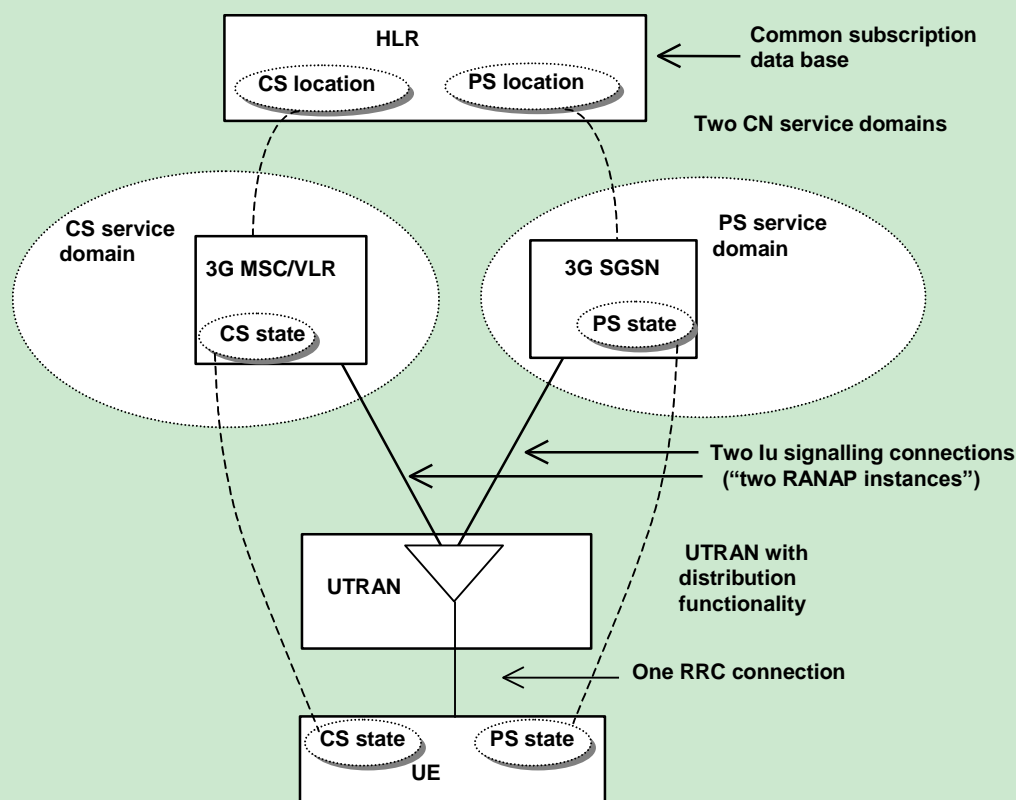 HLR
CS location
PS location
Common subscription
data base
Two CN service domains
CS service
domain
PS service
domain
3G MSC/VLR
CS state
3G SGSN
PS state
Two Iu signalling connections
(“two RANAP instances”)
UTRAN
UTRAN with
distribution
functionality
One RRC connection
CS state
PS state
UE